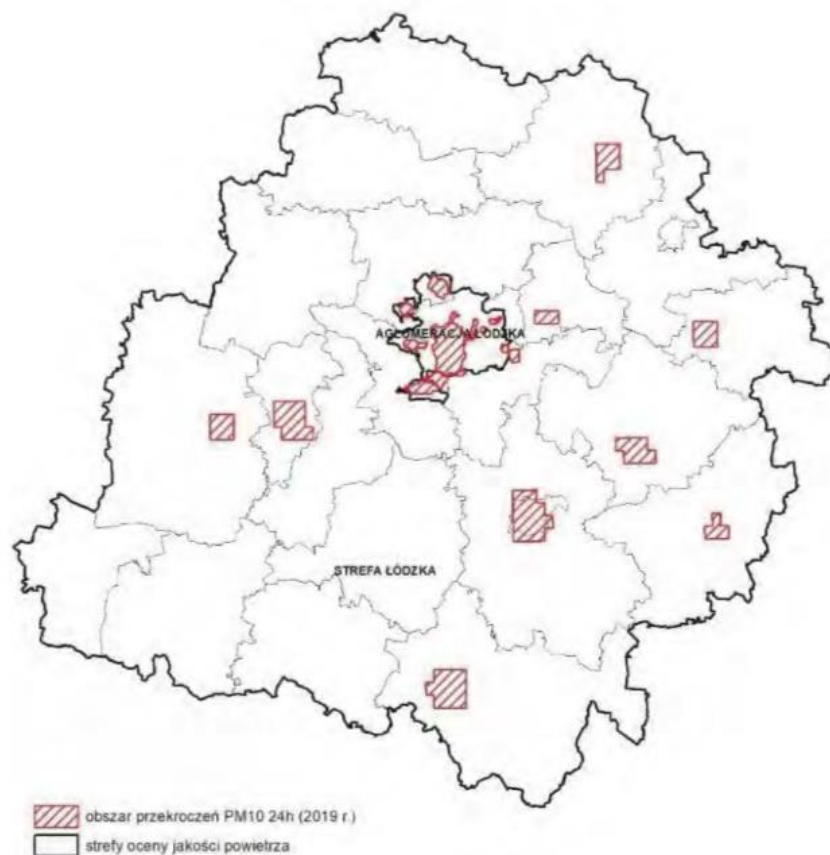 AGLOMERACJA ŁÓDZKA
STREFA ŁÓDZKA
obszar przekroczeń PM10 24h (2019 r.)
strefy oceny jakości powietrza